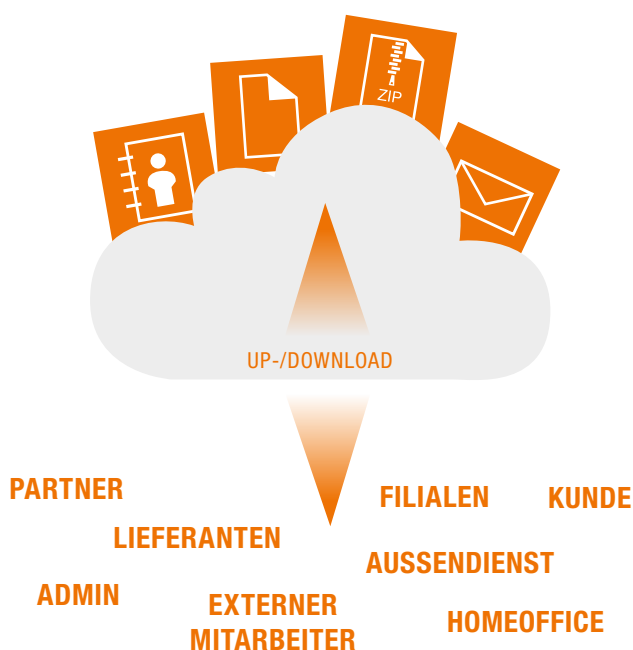 ZIP
UP-/DOWNLOAD
PARTNER
FILIALEN
KUNDE
LIEFERANTEN
AUSSENDIENST
ADMIN
EXTERNER
MITARBEITER
HOMEOFFICE